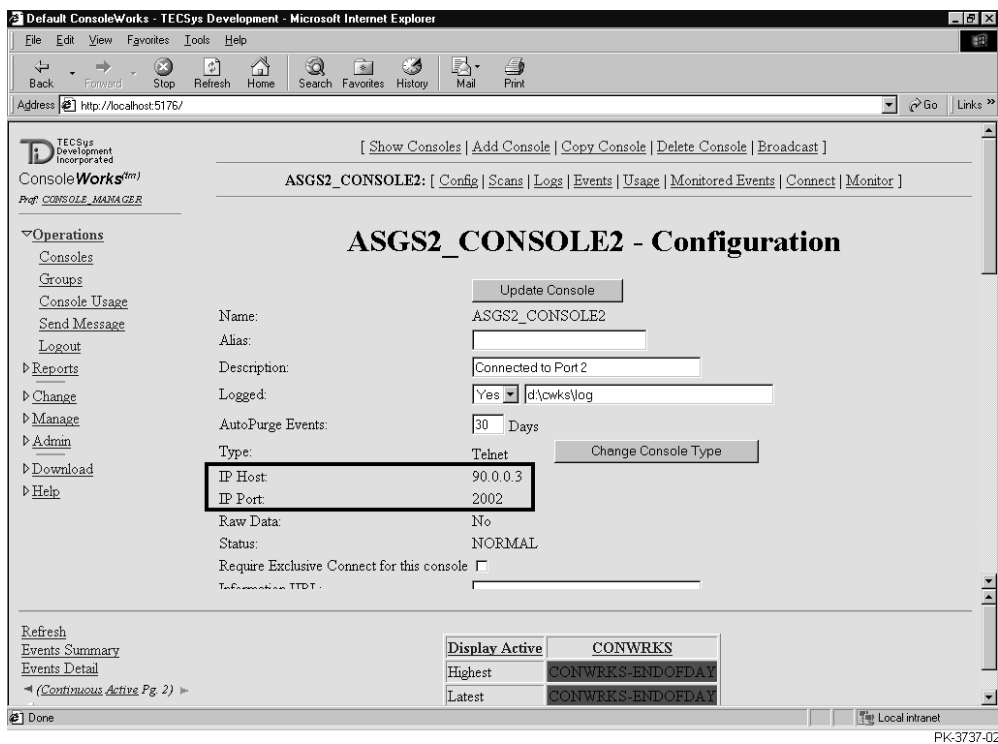 Default ConsoleWorks - TECSys Development - Microsoft Internet Explorer
File Edit View Favorites Tools Help
Back Forward Stop Refresh Home Search Favorites History Mail Print
Address http://localhost:5176/ Go Links »
TECSys
Development
Incorporated
ConsoleWorks(tm)
Prof: CONSOLE_MANAGER
Operations
Consoles
Groups
Console Usage
Send Message
Logout
Reports
Change
Manage
Admin
Download
Help
[ Show Consoles | Add Console | Copy Console | Delete Console | Broadcast ]
ASGS2_CONSOLE2: [ Config | Scans | Logs | Events | Usage | Monitored Events | Connect | Monitor ]
ASGS2_CONSOLE2 - Configuration
Update Console
Name: ASGS2_CONSOLE2
Alias:
Description: Connected to Port 2
Logged: Yes d:\cwks\log
AutoPurge Events: 30 Days
Type: Telnet Change Console Type
IP Host: 90.0.0.3
IP Port: 2002
Raw Data: No
Status: NORMAL
Require Exclusive Connect for this console
Information URL:
Refresh
Events Summary
Events Detail
(Continuous Active Pg. 2)
Display Active CONWRKS
Highest CONWRKS-ENDOFDAY
Latest CONWRKS-ENDOFDAY
Done Local intranet
PK-3737-02